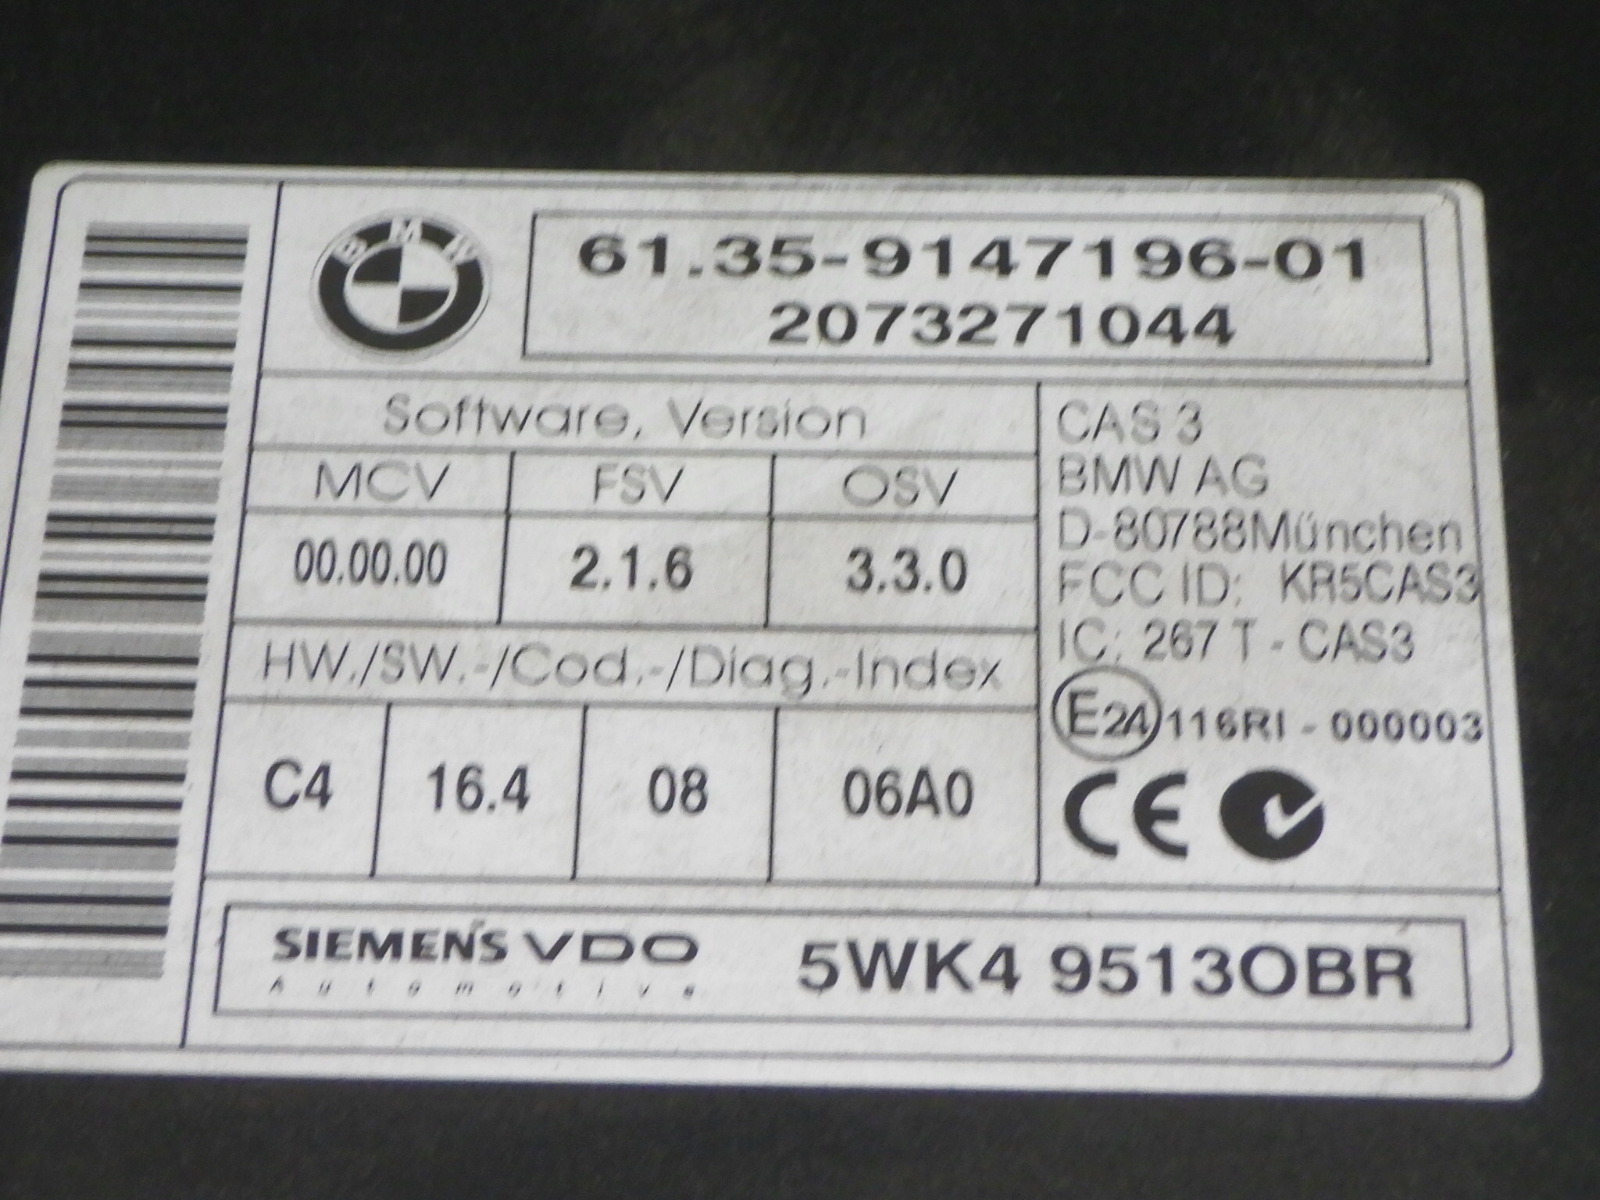 BMW
61.35-9147196-01
2073271044
Software, Version
MCV FSV OSV
00.00.00 2.1.6 3.3.0
HW./SW.-/Cod.-/Diag.-Index
C4 16.4 08 06A0
CAS 3
BMW AG
D-80788München
FCC ID: KR5CAS3
IC: 267 T - CAS3
E24 116RI - 000003
CE
SIEMENS VDO
Automotive
5WK4 9513OBR